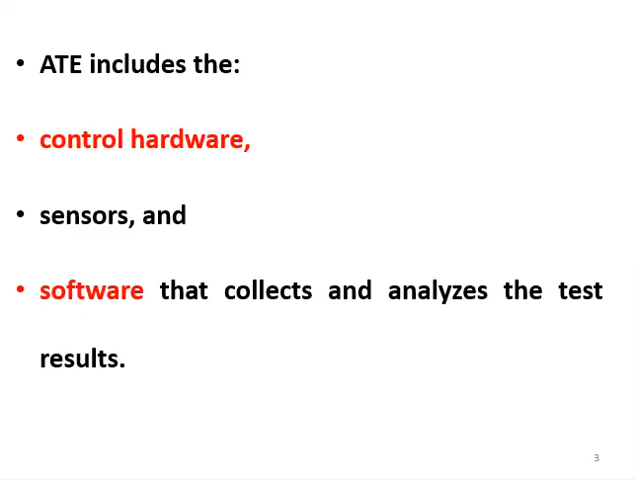 • ATE includes the:
• control hardware,
• sensors, and
• software that collects and analyzes the test
results.
3